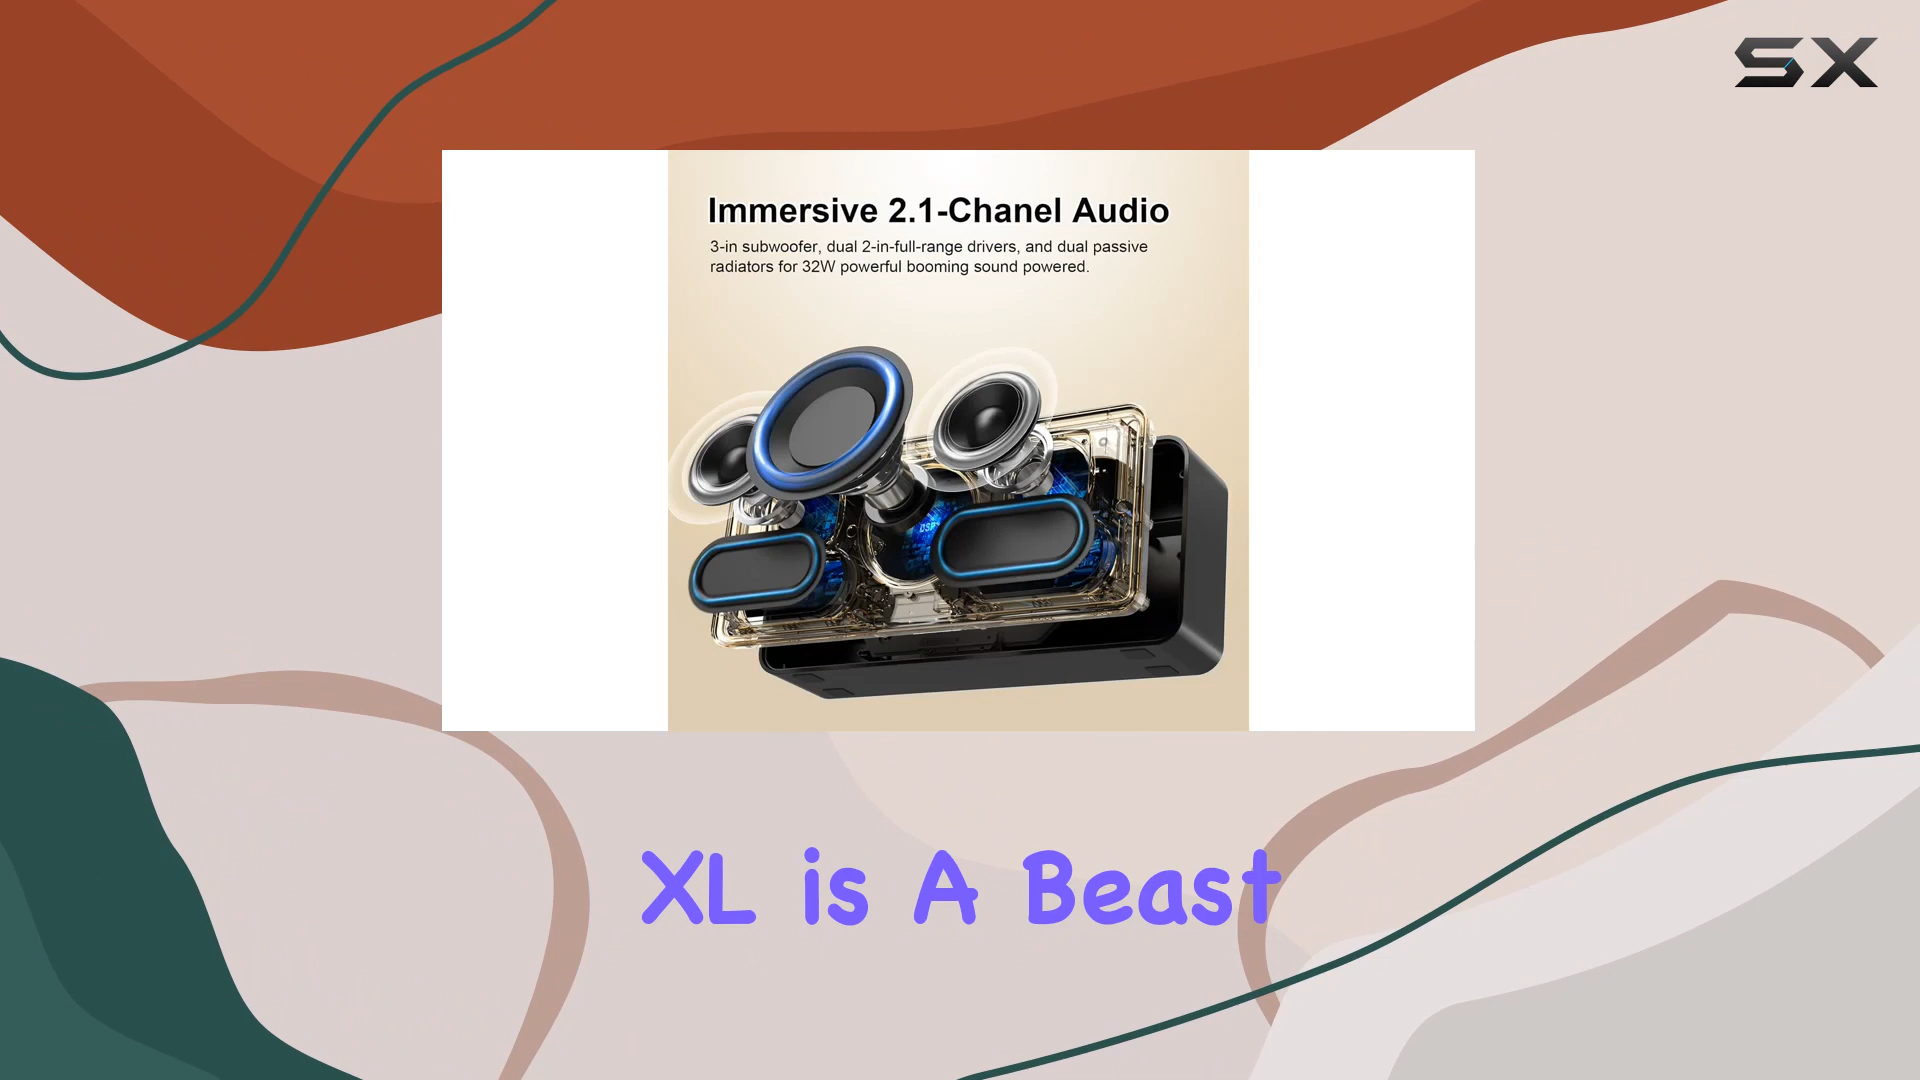 SX
Immersive 2.1-Chanel Audio
3-in subwoofer, dual 2-in-full-range drivers, and dual passive
radiators for 32W powerful booming sound powered.
DSP
XL is A Beast